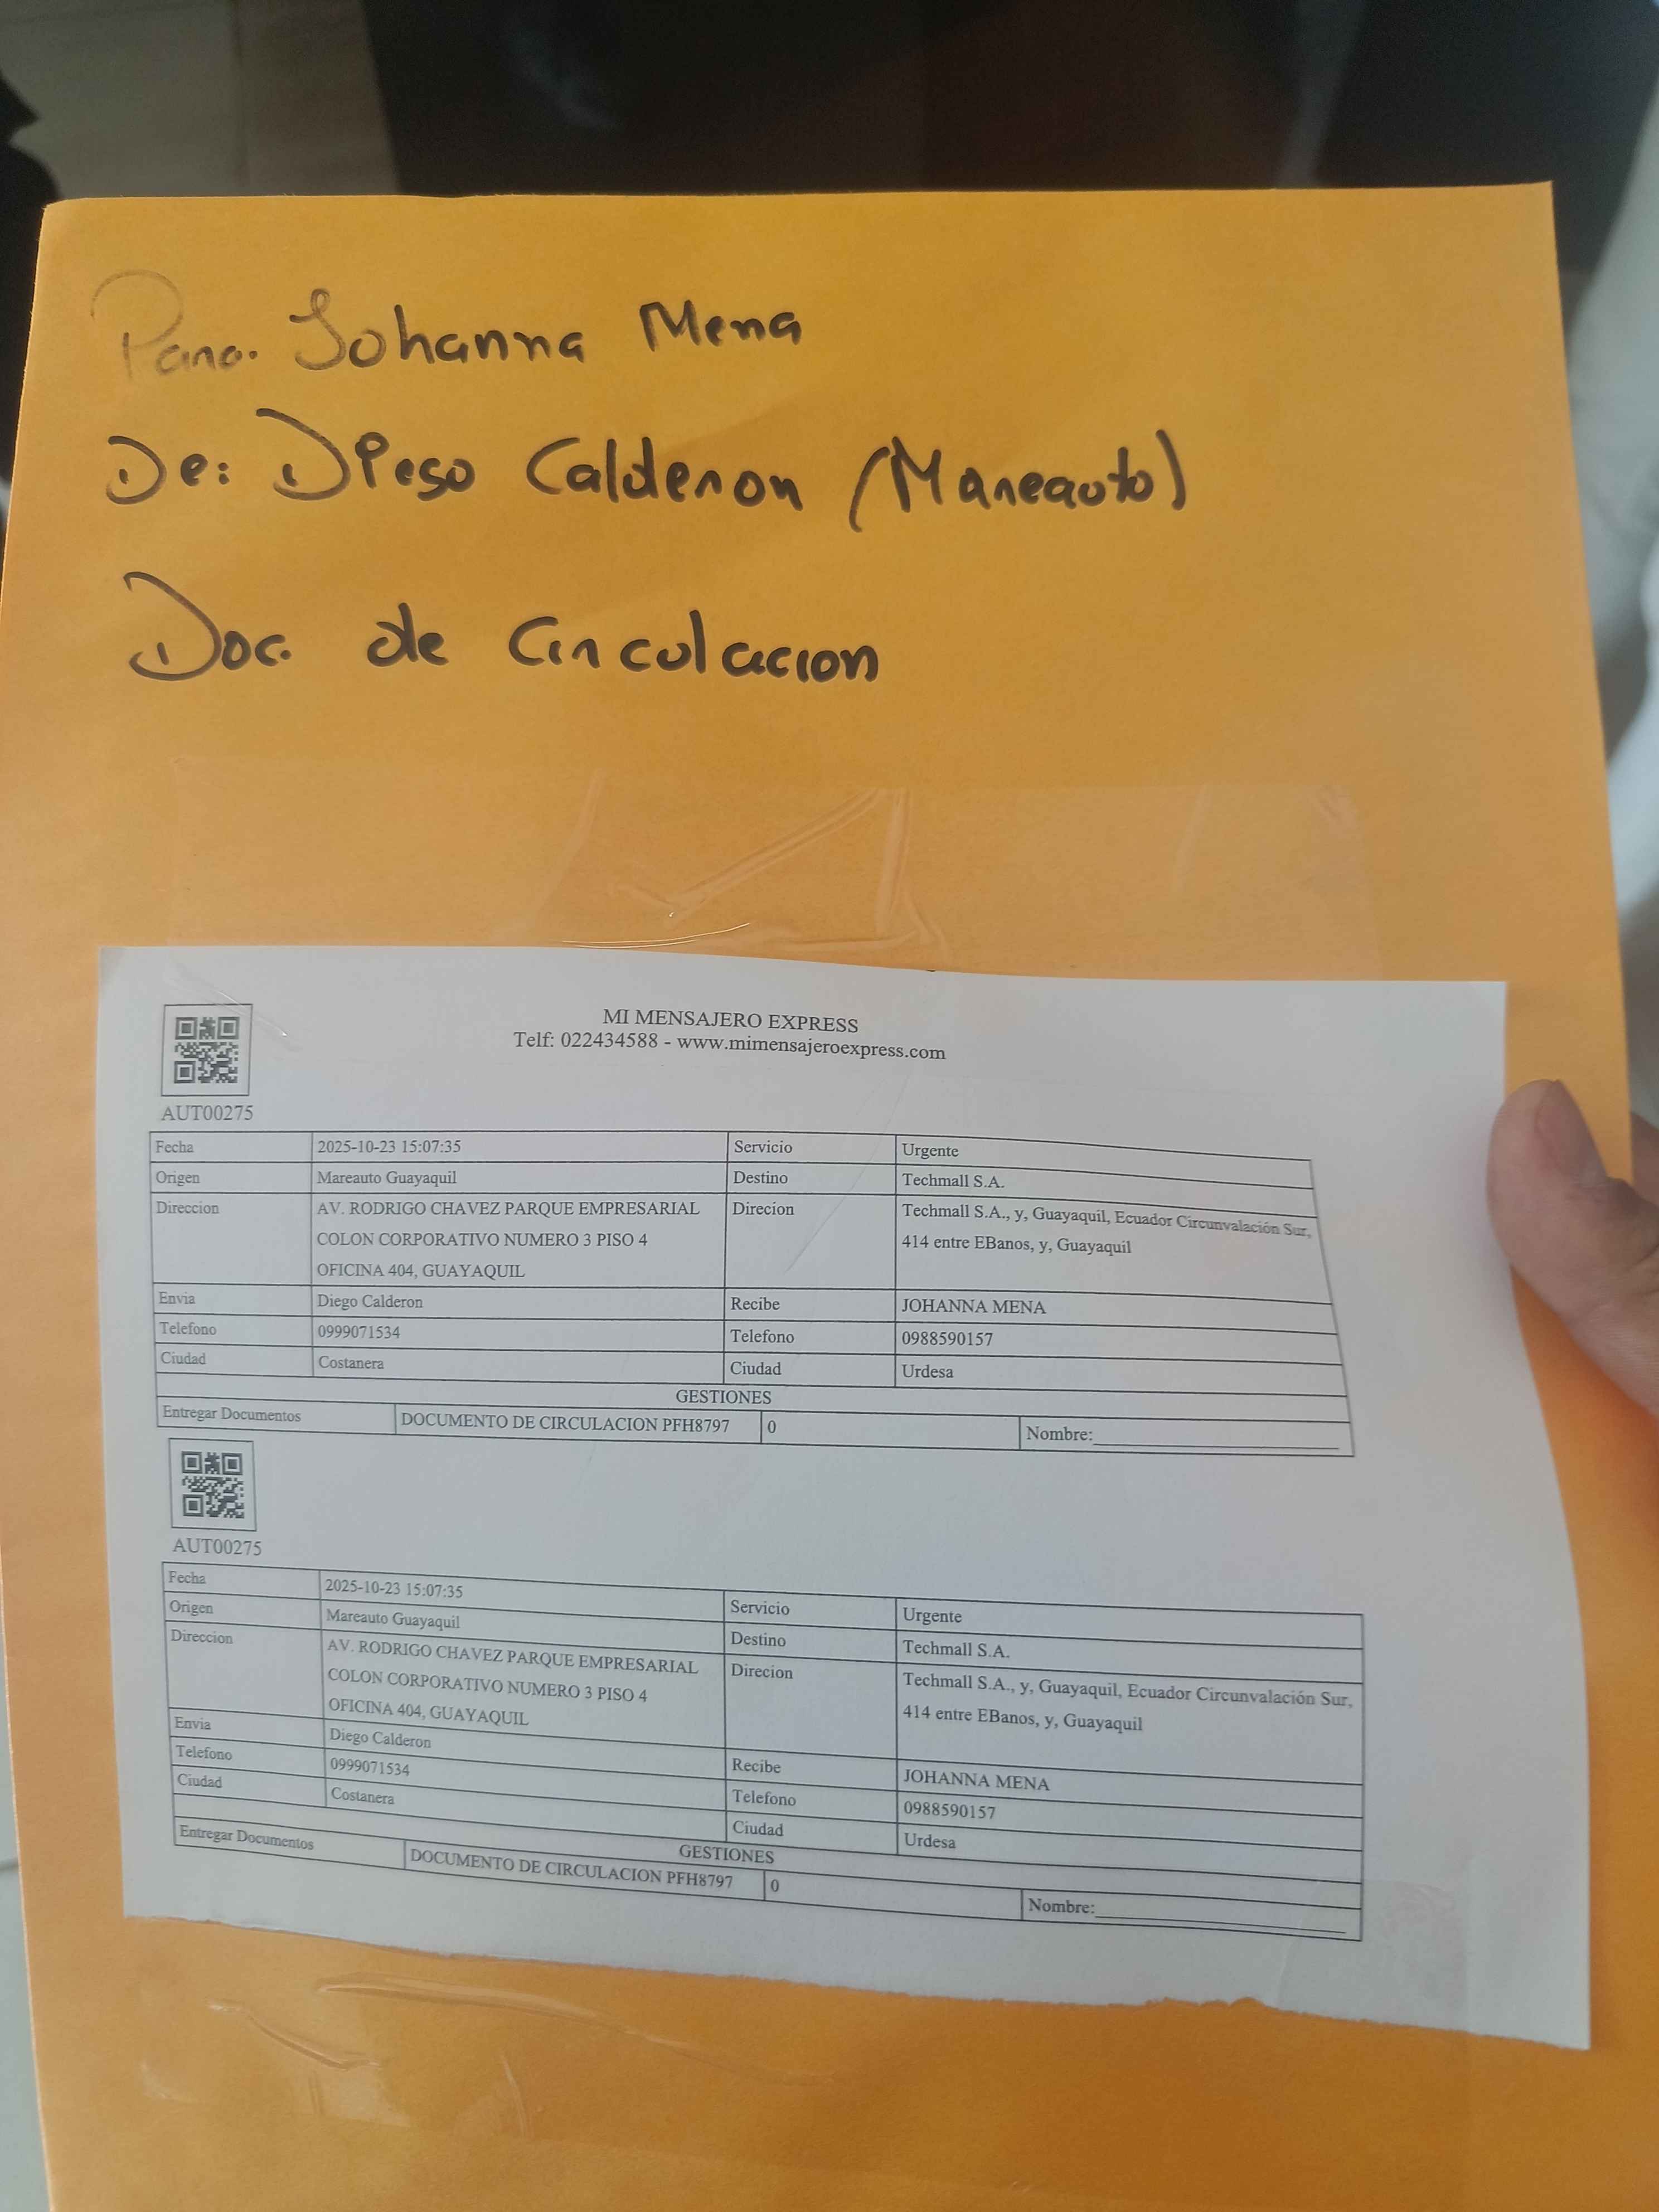 Para. Johanna Mena
De: Diego Calderon (Mareauto)
Doc. de Circulacion
MI MENSAJERO EXPRESS
Telf: 022434588 - www.mimensajeroexpress.com
AUT00275
Fecha 2025-10-23 15:07:35 Servicio Urgente
Origen Mareauto Guayaquil Destino Techmall S.A.
Direccion AV. RODRIGO CHAVEZ PARQUE EMPRESARIAL Direcion Techmall S.A., y, Guayaquil, Ecuador Circunvalación Sur,
COLON CORPORATIVO NUMERO 3 PISO 4 414 entre EBanos, y, Guayaquil
OFICINA 404, GUAYAQUIL
Envia Diego Calderon Recibe JOHANNA MENA
Telefono 0999071534 Telefono 0988590157
Ciudad Costanera Ciudad Urdesa
GESTIONES
Entregar Documentos DOCUMENTO DE CIRCULACION PFH8797 0 Nombre:
AUT00275
Fecha 2025-10-23 15:07:35 Servicio Urgente
Origen Mareauto Guayaquil Destino Techmall S.A.
Direccion AV. RODRIGO CHAVEZ PARQUE EMPRESARIAL Direcion Techmall S.A., y, Guayaquil, Ecuador Circunvalación Sur,
COLON CORPORATIVO NUMERO 3 PISO 4 414 entre EBanos, y, Guayaquil
OFICINA 404, GUAYAQUIL
Envia Diego Calderon Recibe JOHANNA MENA
Telefono 0999071534 Telefono 0988590157
Ciudad Costanera Ciudad Urdesa
GESTIONES
Entregar Documentos DOCUMENTO DE CIRCULACION PFH8797 0 Nombre: